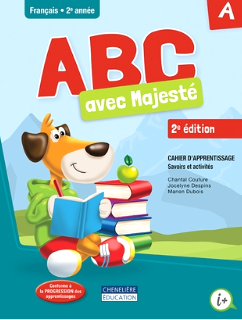 Français • 2e année
A
ABC
avec Majesté
2e édition
CAHIER D'APPRENTISSAGE
Savoirs et activités
Chantal Couture
Jocelyne Despins
Manon Dubois
Conforme à
la PROGRESSION des
apprentissages
CHENELIÈRE
ÉDUCATION
i+